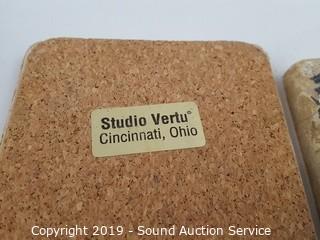 Studio Vertu®
Cincinnati, Ohio
Copyright 2019 - Sound Auction Service